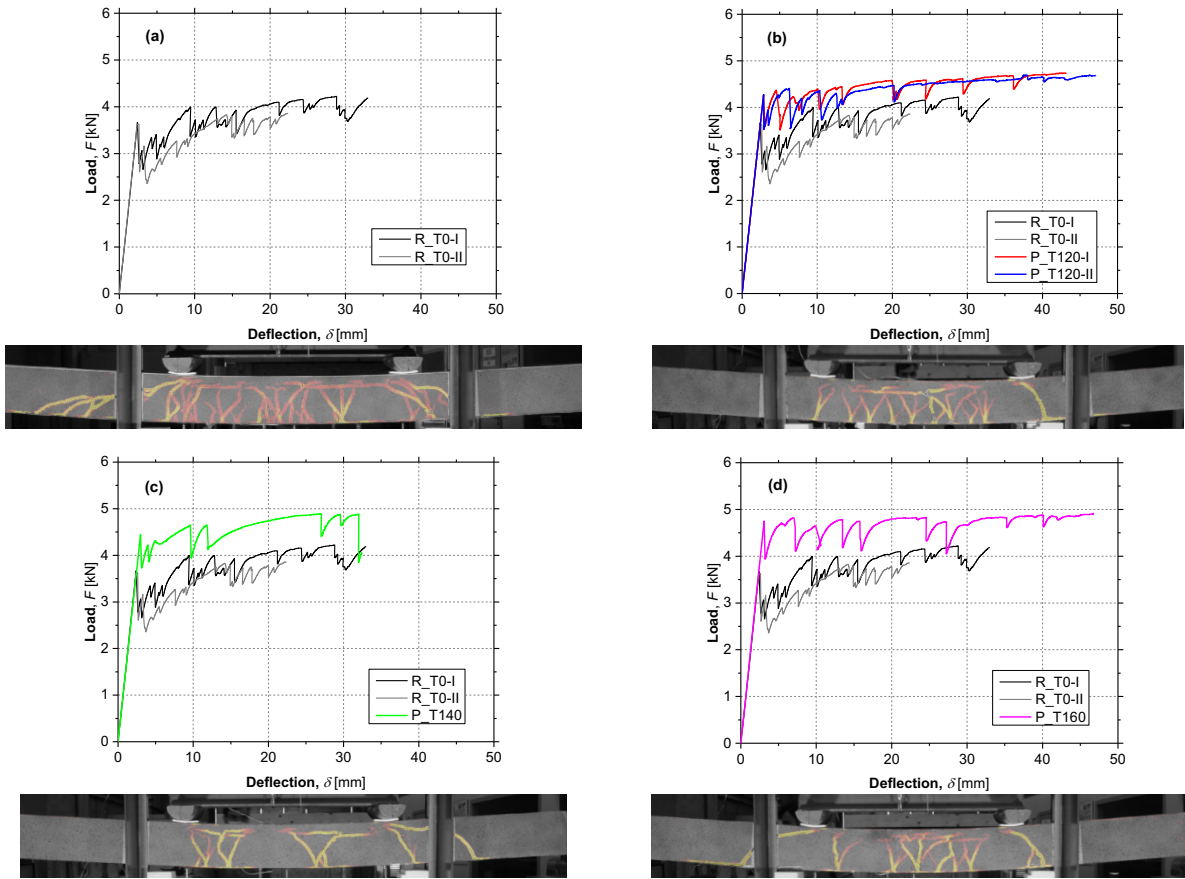 (a)
6
5
4
3
2
1
0
Load, F [kN]
R_T0-I
R_T0-II
0 10 20 30 40 50
Deflection, δ [mm]
(b)
6
5
4
3
2
1
0
Load, F [kN]
R_T0-I
R_T0-II
P_T120-I
P_T120-II
0 10 20 30 40 50
Deflection, δ [mm]
(c)
6
5
4
3
2
1
0
Load, F [kN]
R_T0-I
R_T0-II
P_T140
0 10 20 30 40 50
Deflection, δ [mm]
(d)
6
5
4
3
2
1
0
Load, F [kN]
R_T0-I
R_T0-II
P_T160
0 10 20 30 40 50
Deflection, δ [mm]